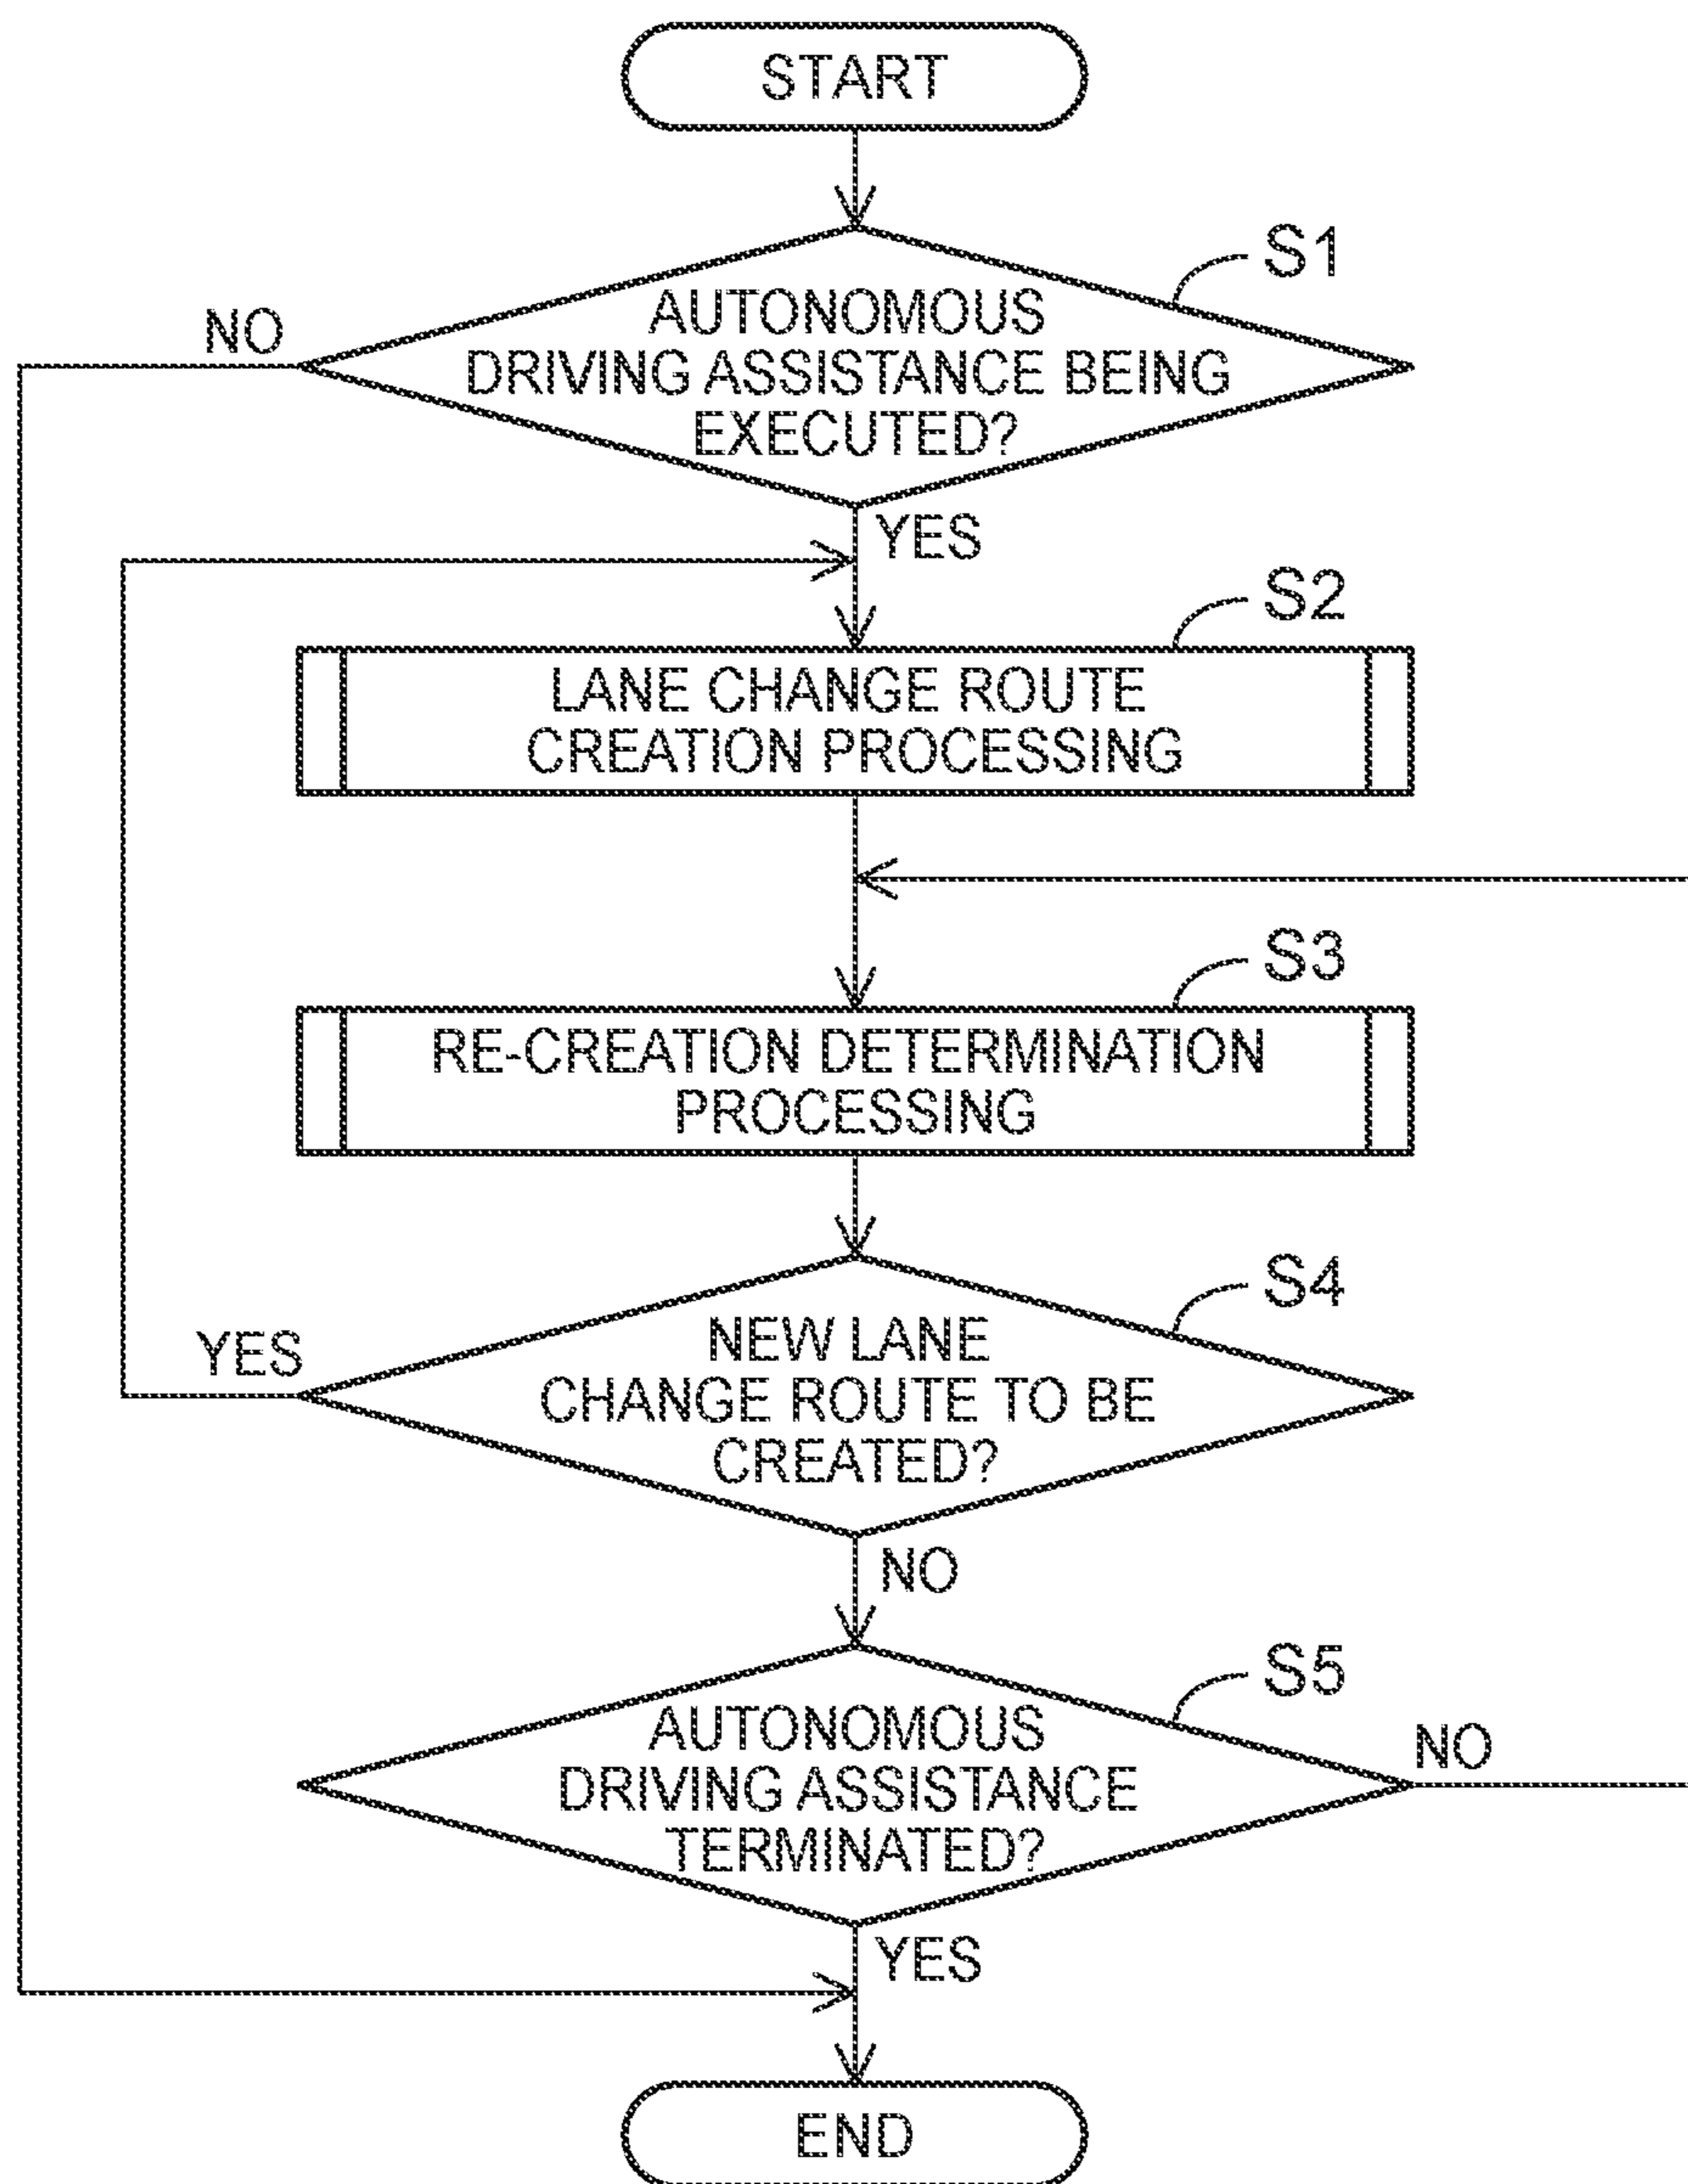 START
S1
AUTONOMOUS
DRIVING ASSISTANCE BEING
EXECUTED?
NO
YES
S2
LANE CHANGE ROUTE
CREATION PROCESSING
S3
RE-CREATION DETERMINATION
PROCESSING
S4
NEW LANE
CHANGE ROUTE TO BE
CREATED?
YES
NO
S5
AUTONOMOUS
DRIVING ASSISTANCE
TERMINATED?
NO
YES
END